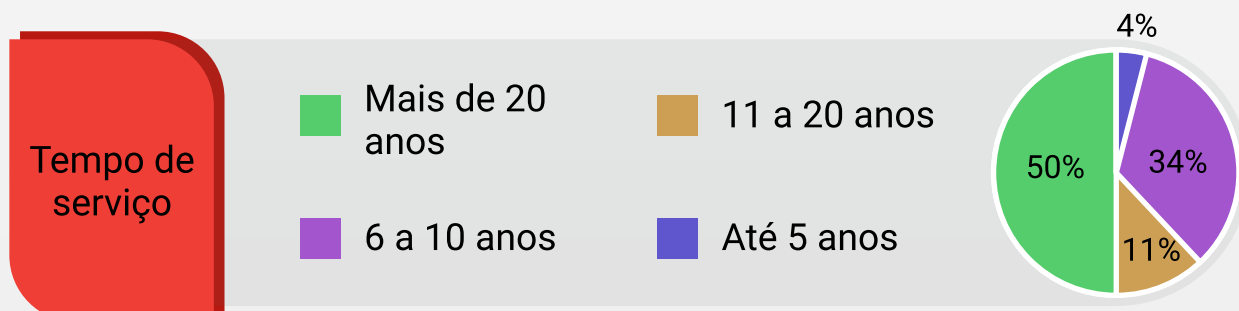 Tempo de
serviço
Mais de 20
anos
11 a 20 anos
6 a 10 anos
Até 5 anos
4%
50%
34%
11%